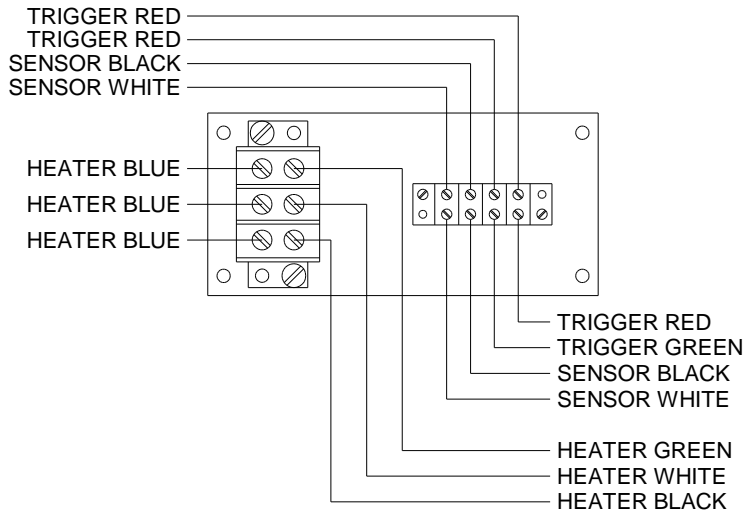 TRIGGER RED
TRIGGER RED
SENSOR BLACK
SENSOR WHITE
HEATER BLUE
HEATER BLUE
HEATER BLUE
TRIGGER RED
TRIGGER GREEN
SENSOR BLACK
SENSOR WHITE
HEATER GREEN
HEATER WHITE
HEATER BLACK